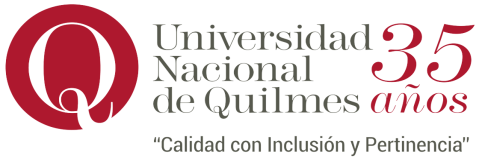 Q
Universidad
Nacional
de Quilmes
35
años
“Calidad con Inclusión y Pertinencia”